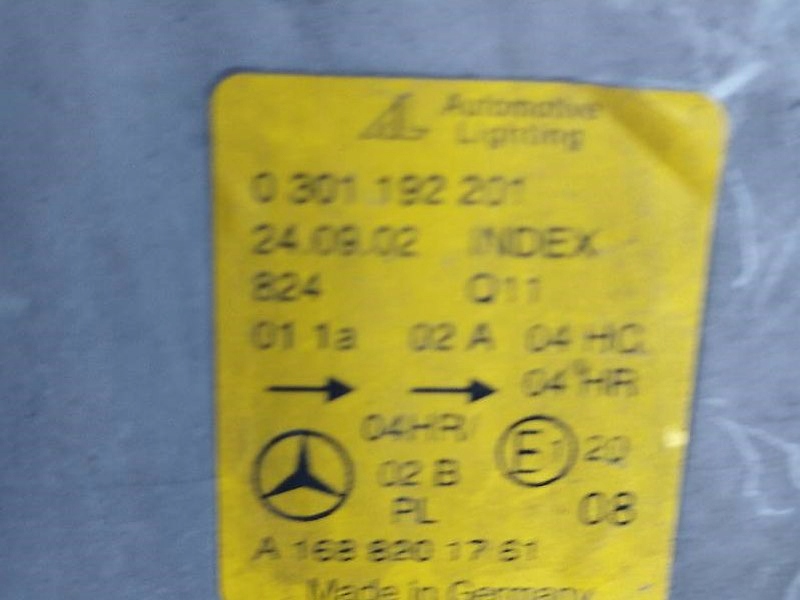 Automotive
Lighting
0 301 192 201
24.09.02 INDEX
824 Q11
01 1a 02 A 04 HC
04 HR
04HR/
02 B E1 20
PL 08
A 168 820 17 61
Made in Germany